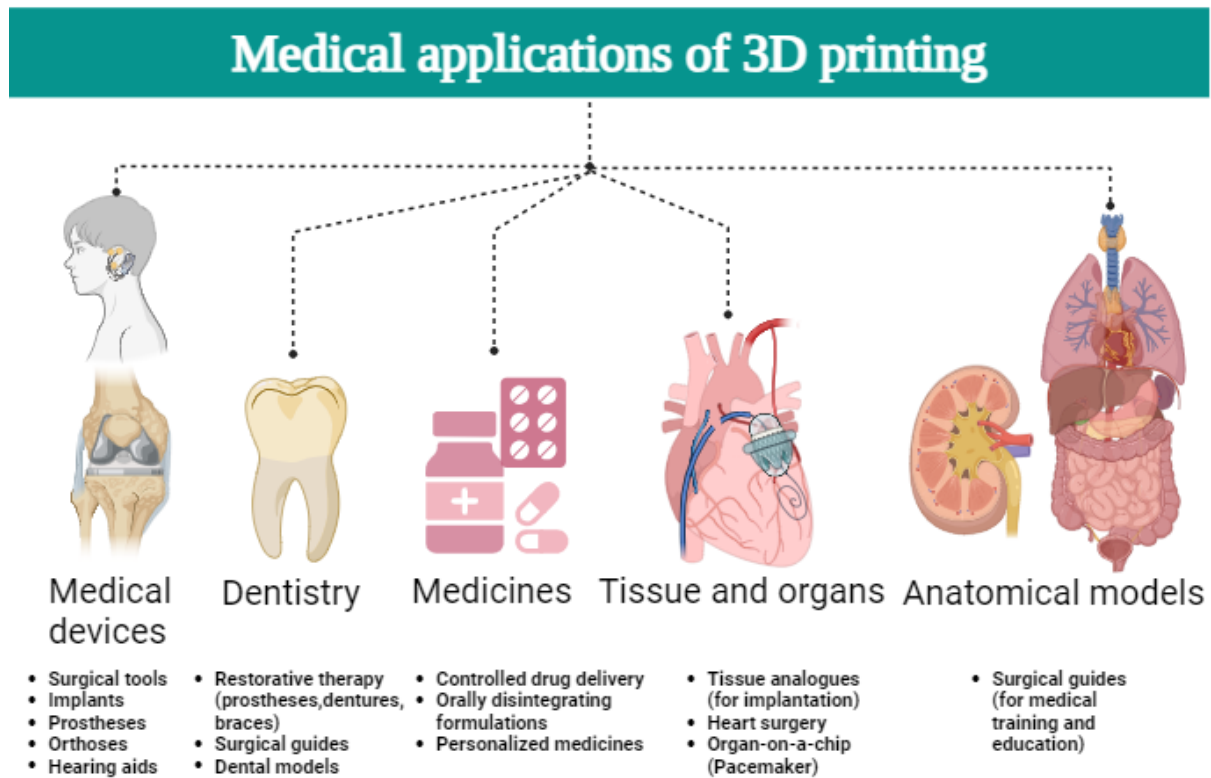 Medical applications of 3D printing
Medical
devices
• Surgical tools
• Implants
• Prostheses
• Orthoses
• Hearing aids
Dentistry
• Restorative therapy
(prostheses,dentures,
braces)
• Surgical guides
• Dental models
Medicines
• Controlled drug delivery
• Orally disintegrating
formulations
• Personalized medicines
Tissue and organs
• Tissue analogues
(for implantation)
• Heart surgery
• Organ-on-a-chip
(Pacemaker)
Anatomical models
• Surgical guides
(for medical
training and
education)